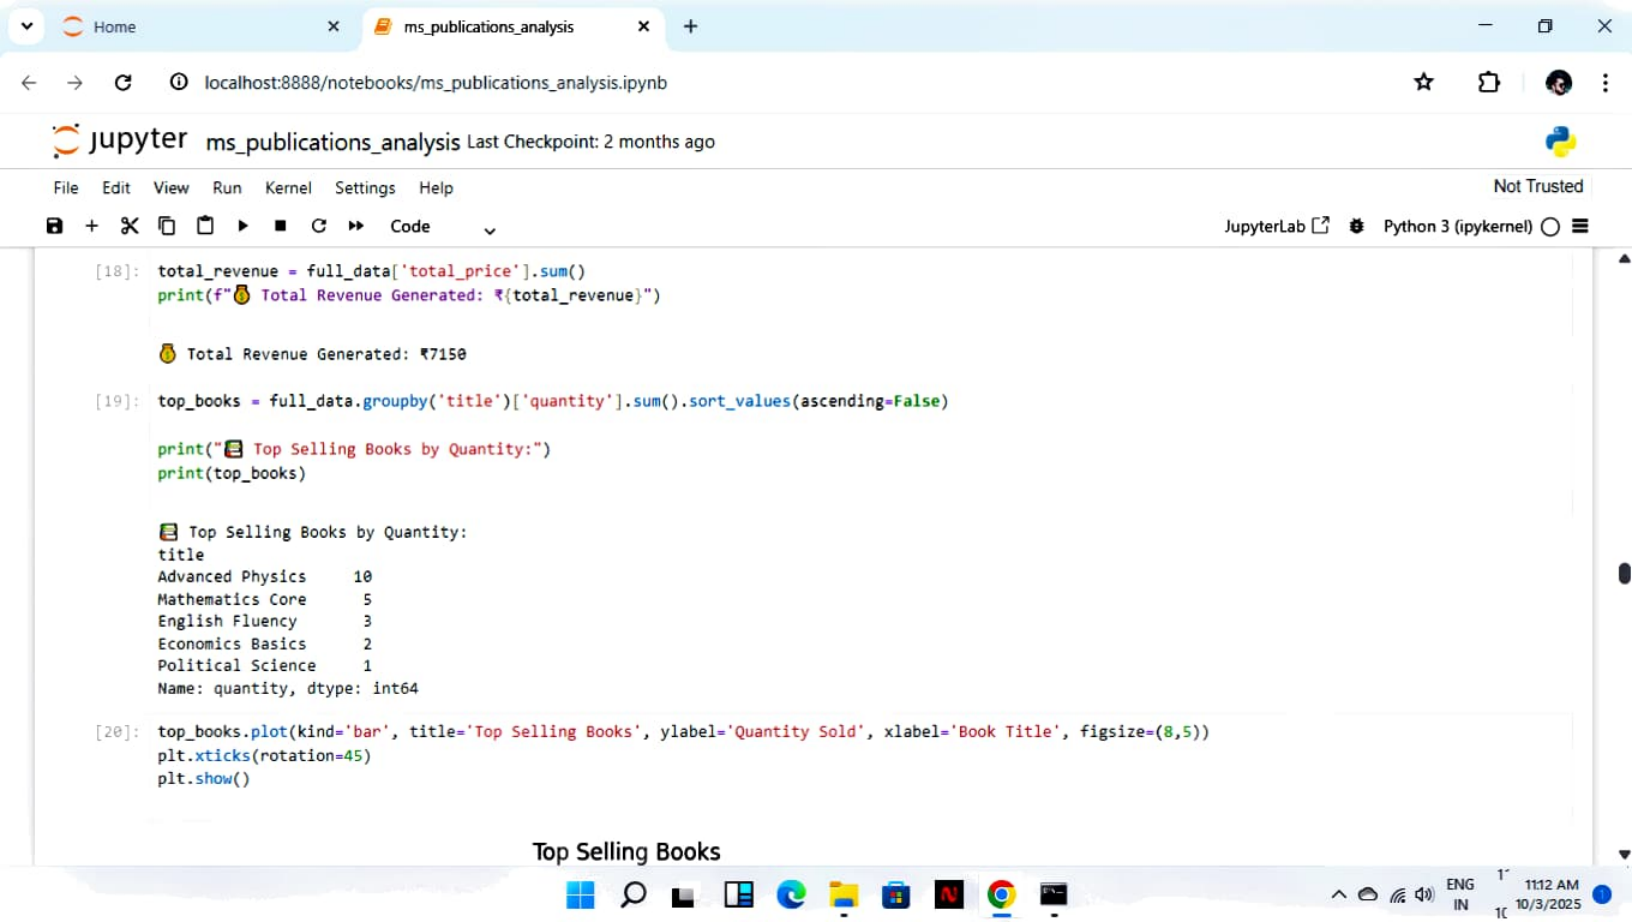 Home
ms_publications_analysis
localhost:8888/notebooks/ms_publications_analysis.ipynb
jupyter ms_publications_analysis Last Checkpoint: 2 months ago
File Edit View Run Kernel Settings Help
Not Trusted
Code
JupyterLab
Python 3 (ipykernel)
[18]: total_revenue = full_data['total_price'].sum()
print(f"💰 Total Revenue Generated: ₹{total_revenue}")
💰 Total Revenue Generated: ₹7150
[19]: top_books = full_data.groupby('title')['quantity'].sum().sort_values(ascending=False)
print("📚 Top Selling Books by Quantity:")
print(top_books)
📚 Top Selling Books by Quantity:
title
Advanced Physics 10
Mathematics Core 5
English Fluency 3
Economics Basics 2
Political Science 1
Name: quantity, dtype: int64
[20]: top_books.plot(kind='bar', title='Top Selling Books', ylabel='Quantity Sold', xlabel='Book Title', figsize=(8,5))
plt.xticks(rotation=45)
plt.show()
Top Selling Books
ENG
IN
11:12 AM
10/3/2025
1